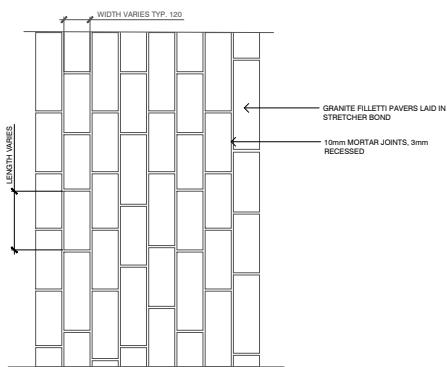 WIDTH VARIES TYP. 120
GRANITE FILLETTI PAVERS LAID IN
STRETCHER BOND
10mm MORTAR JOINTS, 3mm
RECESSED
LENGTH VARIES